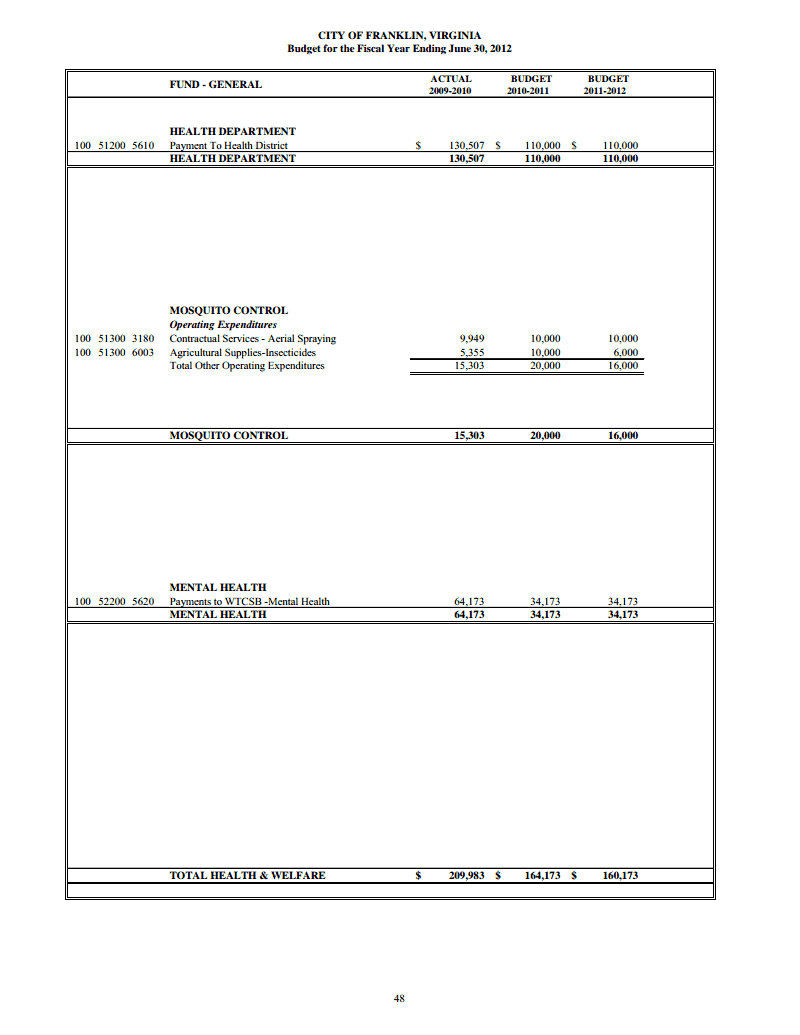 CITY OF FRANKLIN, VIRGINIA
Budget for the Fiscal Year Ending June 30, 2012
FUND - GENERAL ACTUAL 2009-2010 BUDGET 2010-2011 BUDGET 2011-2012
HEALTH DEPARTMENT
100 51200 5610 Payment To Health District $ 130,507 $ 110,000 $ 110,000
HEALTH DEPARTMENT 130,507 110,000 110,000
MOSQUITO CONTROL
Operating Expenditures
100 51300 3180 Contractual Services - Aerial Spraying 9,949 10,000 10,000
100 51300 6003 Agricultural Supplies-Insecticides 5,355 10,000 6,000
Total Other Operating Expenditures 15,303 20,000 16,000
MOSQUITO CONTROL 15,303 20,000 16,000
MENTAL HEALTH
100 52200 5620 Payments to WTCSB -Mental Health 64,173 34,173 34,173
MENTAL HEALTH 64,173 34,173 34,173
TOTAL HEALTH & WELFARE $ 209,983 $ 164,173 $ 160,173
48